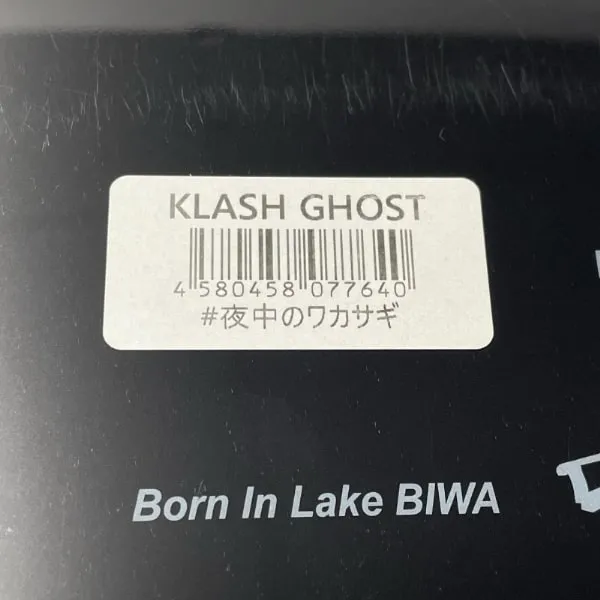 KLASH GHOST
4 580458 077640
#夜中のワカサギ
Born In Lake BIWA